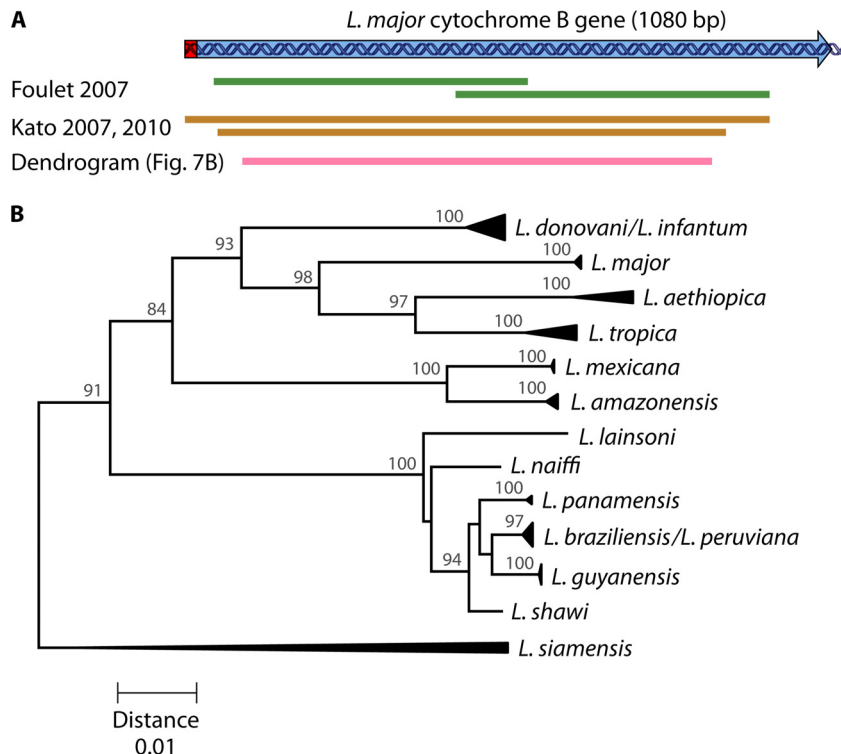 A
L. major cytochrome B gene (1080 bp)
Foulet 2007
Kato 2007, 2010
Dendrogram (Fig. 7B)
B
100
L. donovani/L. infantum
93
100
L. major
98
100
L. aethiopica
97
84
100
L. tropica
100
L. mexicana
100
91
100
L. amazonensis
L. lainsoni
100
L. naiffi
100
L. panamensis
97
L. braziliensis/L. peruviana
94
100
L. guyanensis
L. shawi
L. siamensis
Distance
0.01